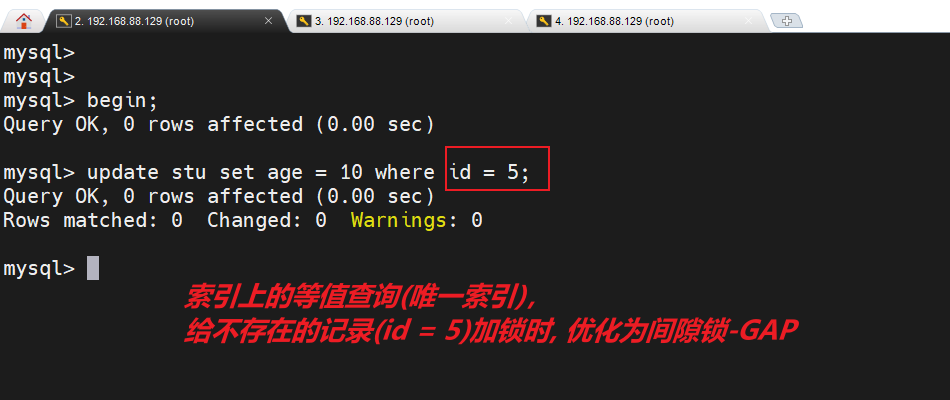 2. 192.168.88.129 (root)
3. 192.168.88.129 (root)
4. 192.168.88.129 (root)
mysql>
mysql>
mysql> begin;
Query OK, 0 rows affected (0.00 sec)
mysql> update stu set age = 10 where id = 5;
Query OK, 0 rows affected (0.00 sec)
Rows matched: 0  Changed: 0  Warnings: 0
mysql>
索引上的等值查询(唯一索引),
给不存在的记录(id = 5)加锁时, 优化为间隙锁-GAP